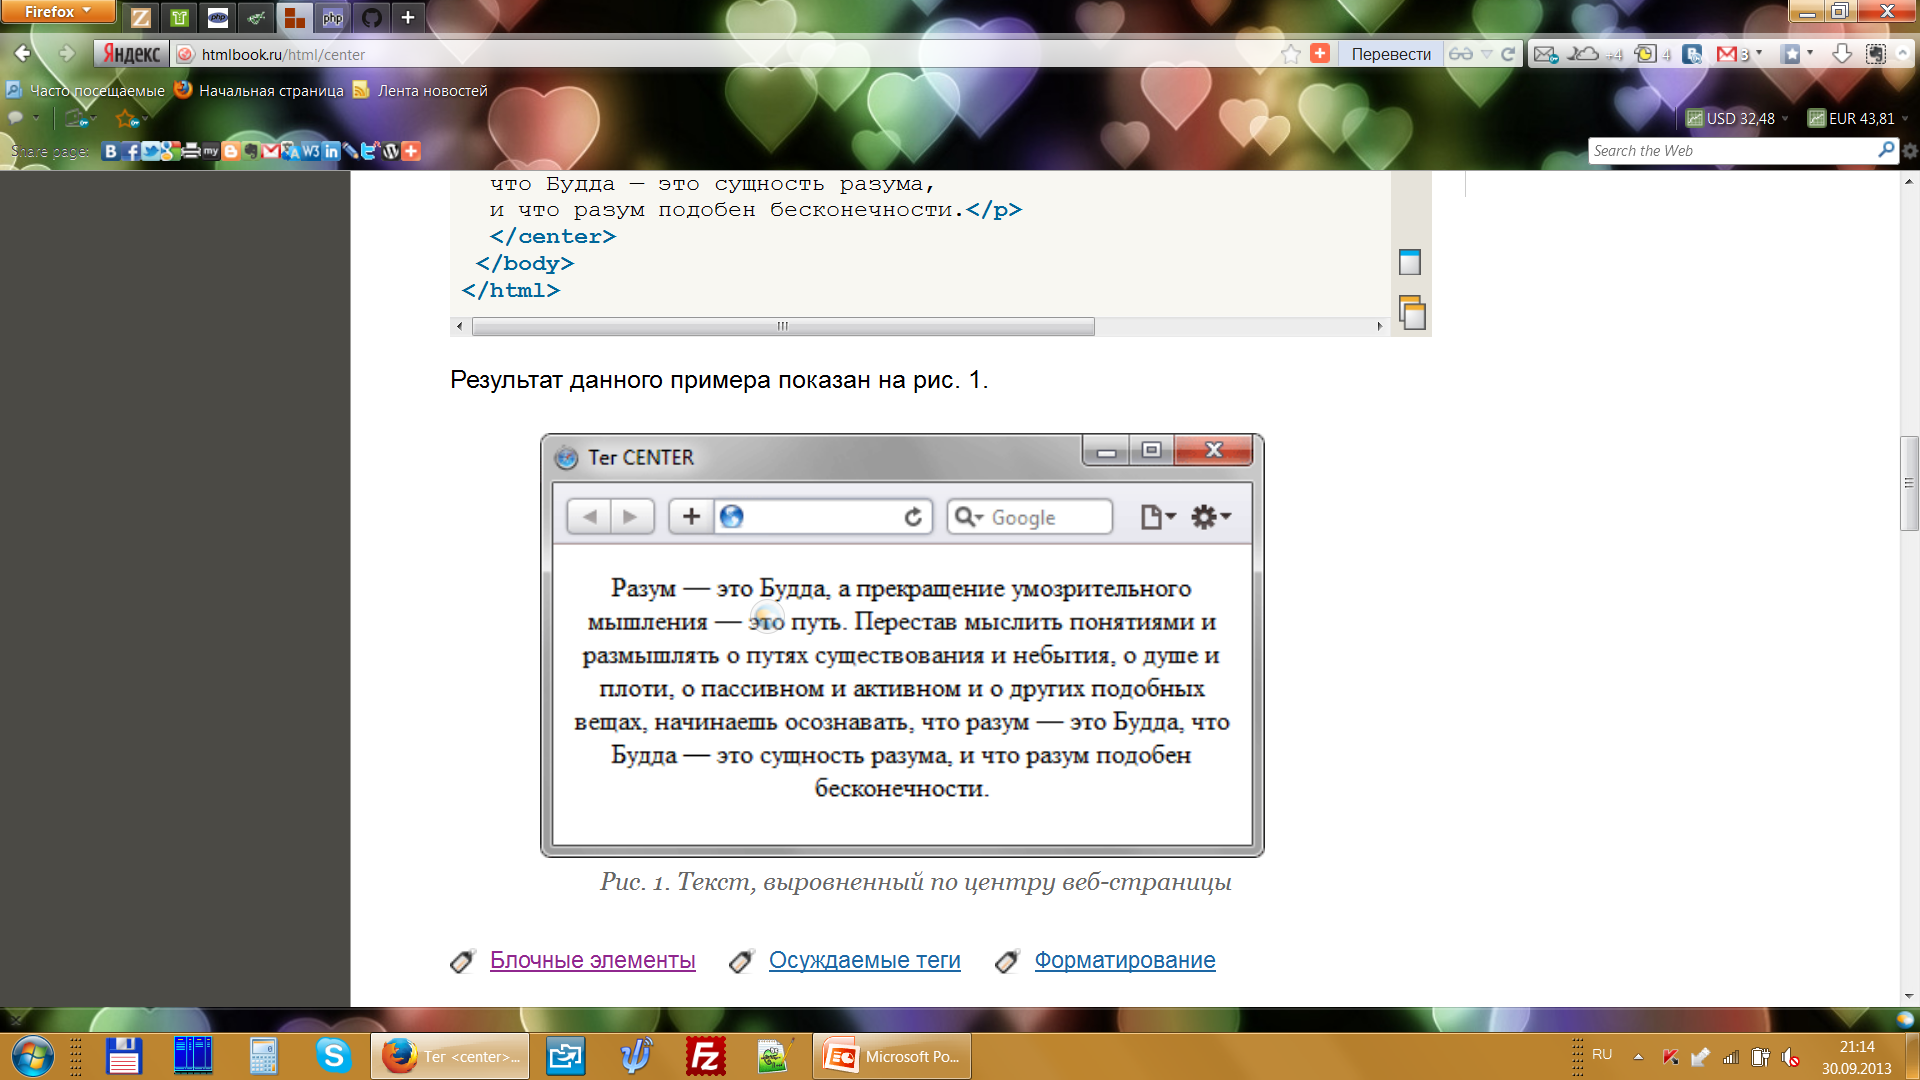 Firefox
Яндекс
htmlbook.ru/html/center
Перевести
+4
4
3
Часто посещаемые
Начальная страница
Лента новостей
USD 32,48
EUR 43,81
Share page:
Search the Web
что Будда — это сущность разума,
и что разум подобен бесконечности.</p>
</center>
</body>
</html>
Результат данного примера показан на рис. 1.
Тег CENTER
Google
Разум — это Будда, а прекращение умозрительного
мышления — это путь. Перестав мыслить понятиями и
размышлять о путях существования и небытия, о душе и
плоти, о пассивном и активном и о других подобных
вещах, начинаешь осознавать, что разум — это Будда, что
Будда — это сущность разума, и что разум подобен
бесконечности.
Рис. 1. Текст, выровненный по центру веб-страницы
Блочные элементы
Осуждаемые теги
Форматирование
Тег <center>...
Microsoft Po...
RU
21:14
30.09.2013